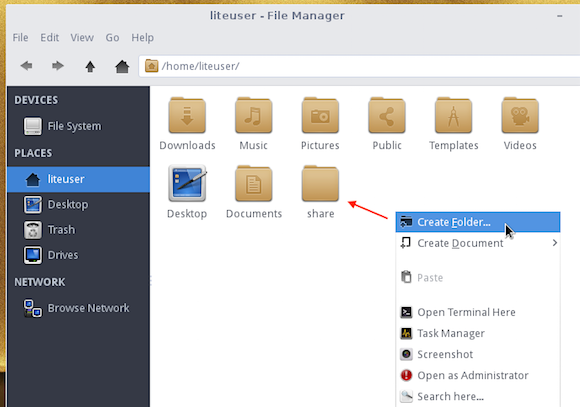 liteuser - File Manager
File Edit View Go Help
/home/liteuser/
DEVICES
File System
PLACES
liteuser
Desktop
Trash
Drives
NETWORK
Browse Network
Downloads Music Pictures Public Templates Videos
Desktop Documents share
Create Folder...
Create Document
Paste
Open Terminal Here
Task Manager
Screenshot
Open as Administrator
Search here...